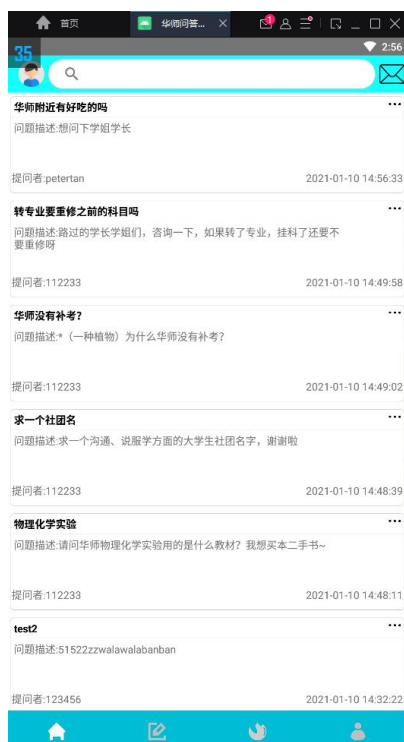 首页
华师问答...
35
2:56
华师附近有好吃的吗
问题描述:想问下学姐学长
提问者:petertan
2021-01-10 14:56:33
转专业要重修之前的科目吗
问题描述:路过的学长学姐们，咨询一下，如果转了专业，挂科了还要不
要重修呀
提问者:112233
2021-01-10 14:49:58
华师没有补考?
问题描述:*（一种植物）为什么华师没有补考?
提问者:112233
2021-01-10 14:49:02
求一个社团名
问题描述:求一个沟通、说服学方面的大学生社团名字，谢谢啦
提问者:112233
2021-01-10 14:48:39
物理化学实验
问题描述:请问华师物理化学实验用的是什么教材？我想买本二手书~
提问者:112233
2021-01-10 14:48:11
test2
问题描述:51522zzwalawalabanban
提问者:123456
2021-01-10 14:32:22